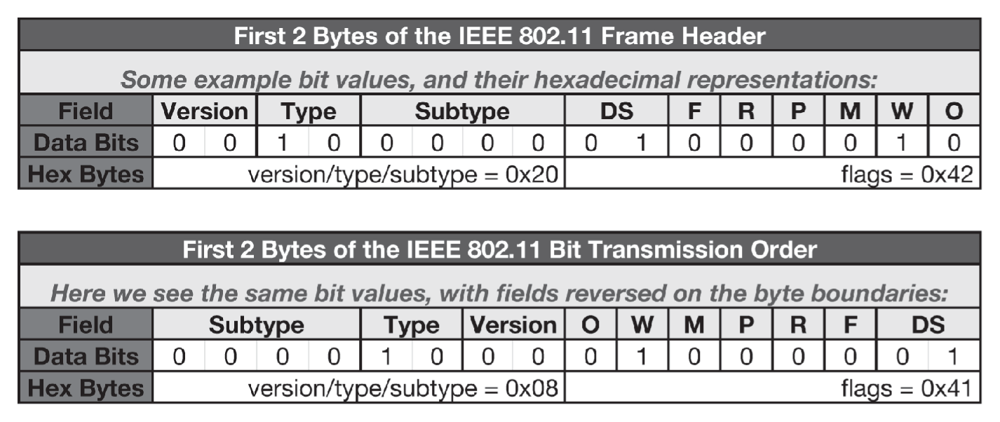 First 2 Bytes of the IEEE 802.11 Frame Header
Some example bit values, and their hexadecimal representations:
Field Version Type Subtype DS F R P M W O
Data Bits 0 0 1 0 0 0 0 0 0 1 0 0 0 0 1 0
Hex Bytes version/type/subtype = 0x20 flags = 0x42
First 2 Bytes of the IEEE 802.11 Bit Transmission Order
Here we see the same bit values, with fields reversed on the byte boundaries:
Field Subtype Type Version O W M P R F DS
Data Bits 0 0 0 0 1 0 0 0 0 1 0 0 0 0 0 1
Hex Bytes version/type/subtype = 0x08 flags = 0x41